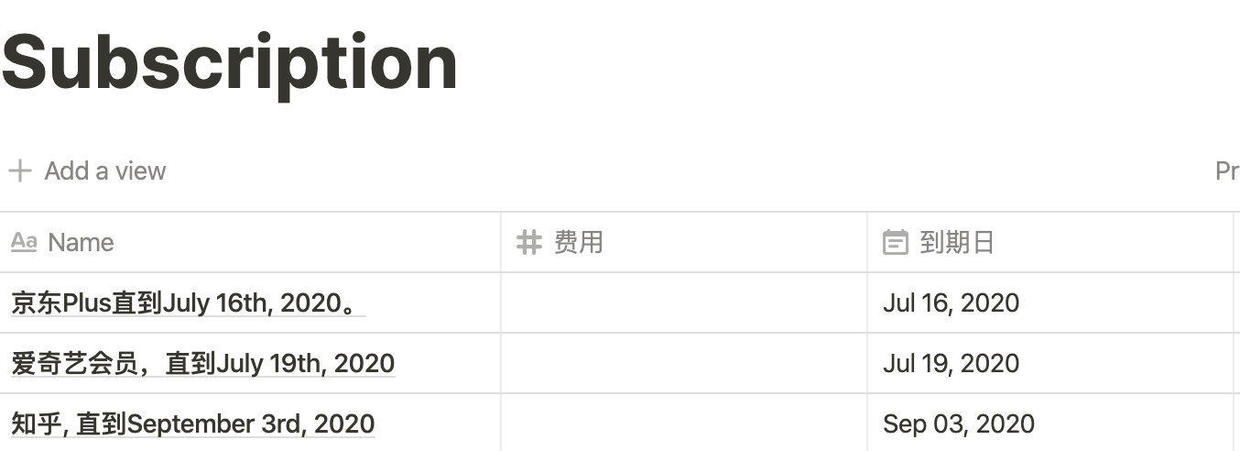 Subscription
Add a view
Pr
Aa Name 费用 到期日
京东Plus直到July 16th, 2020。 Jul 16, 2020
爱奇艺会员，直到July 19th, 2020 Jul 19, 2020
知乎, 直到September 3rd, 2020 Sep 03, 2020